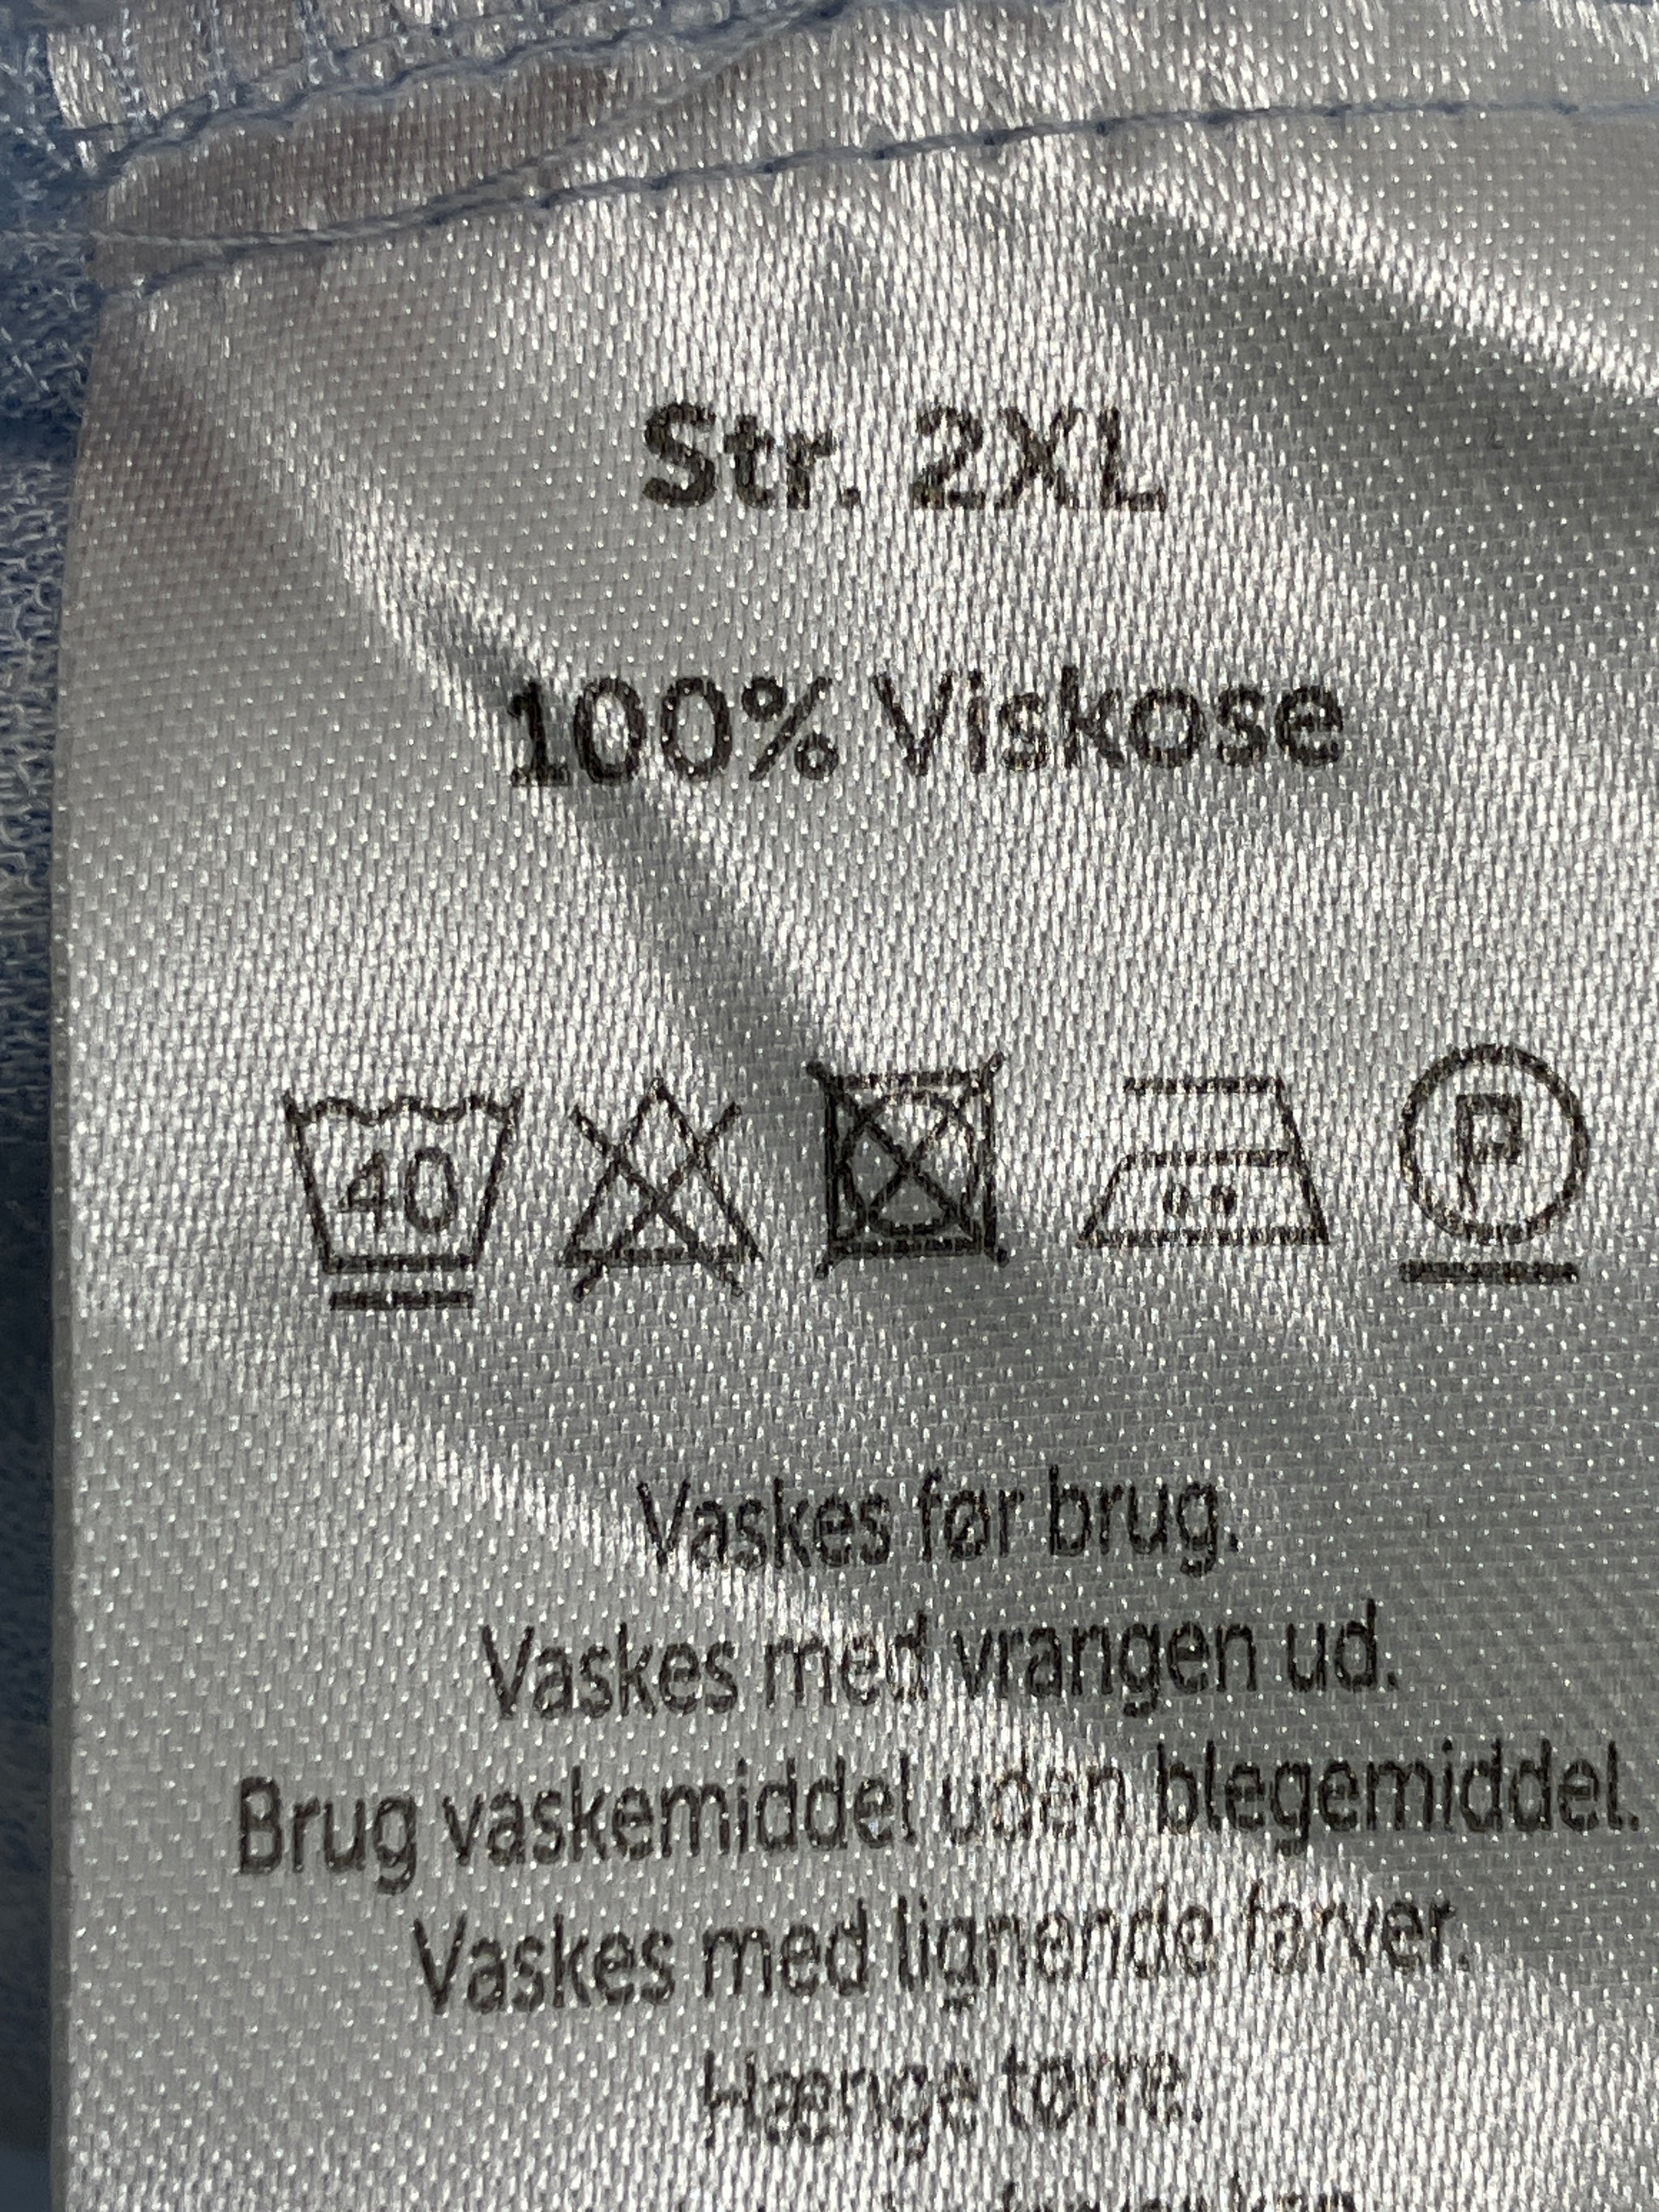 Str. 2XL
100% Viskose
40 P
Vaskes før brug.
Vaskes med vrangen ud.
Brug vaskemiddel uden blegemiddel.
Vaskes med lignende farver.
Hænge tørre.